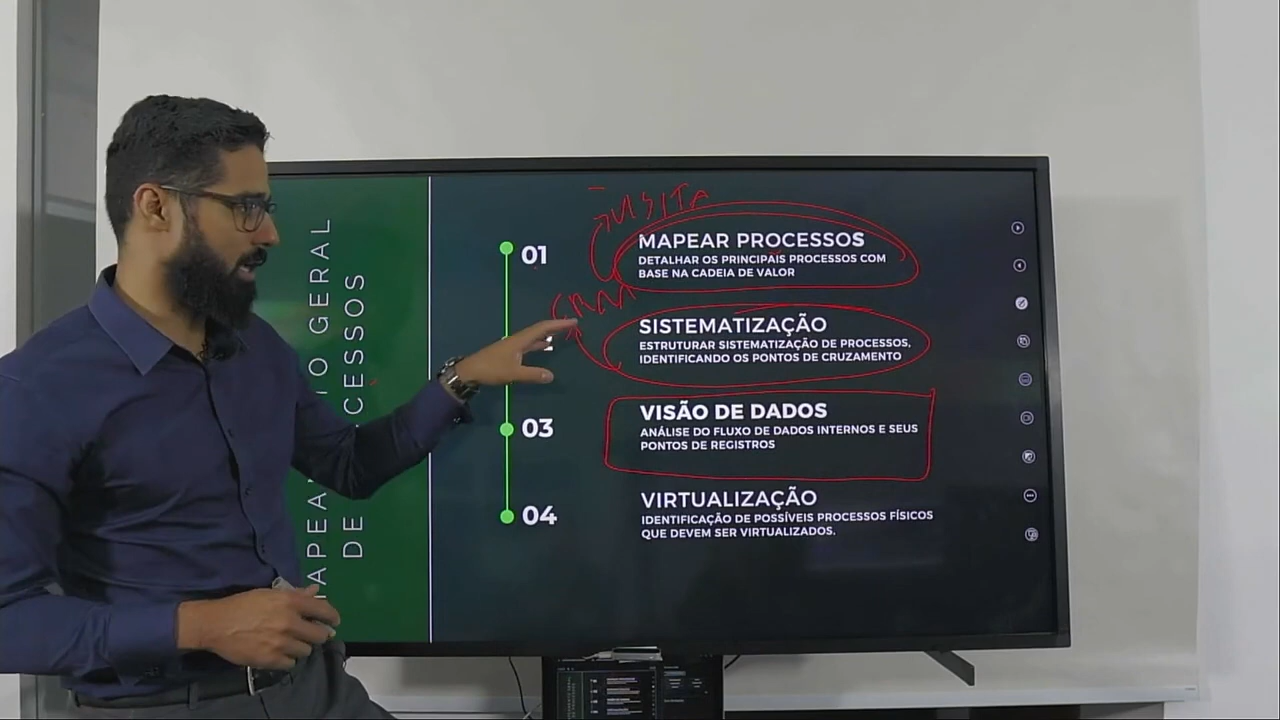 MAPEAR PROCESSOS
DETALHAR OS PRINCIPAIS PROCESSOS COM
BASE NA CADEIA DE VALOR
01
SISTEMATIZAÇÃO
ESTRUTURAR SISTEMATIZAÇÃO DE PROCESSOS,
IDENTIFICANDO OS PONTOS DE CRUZAMENTO
VISÃO DE DADOS
ANÁLISE DO FLUXO DE DADOS INTERNOS E SEUS
PONTOS DE REGISTROS
03
VIRTUALIZAÇÃO
IDENTIFICAÇÃO DE POSSÍVEIS PROCESSOS FÍSICOS
QUE DEVEM SER VIRTUALIZADOS.
04
GERAL
DE